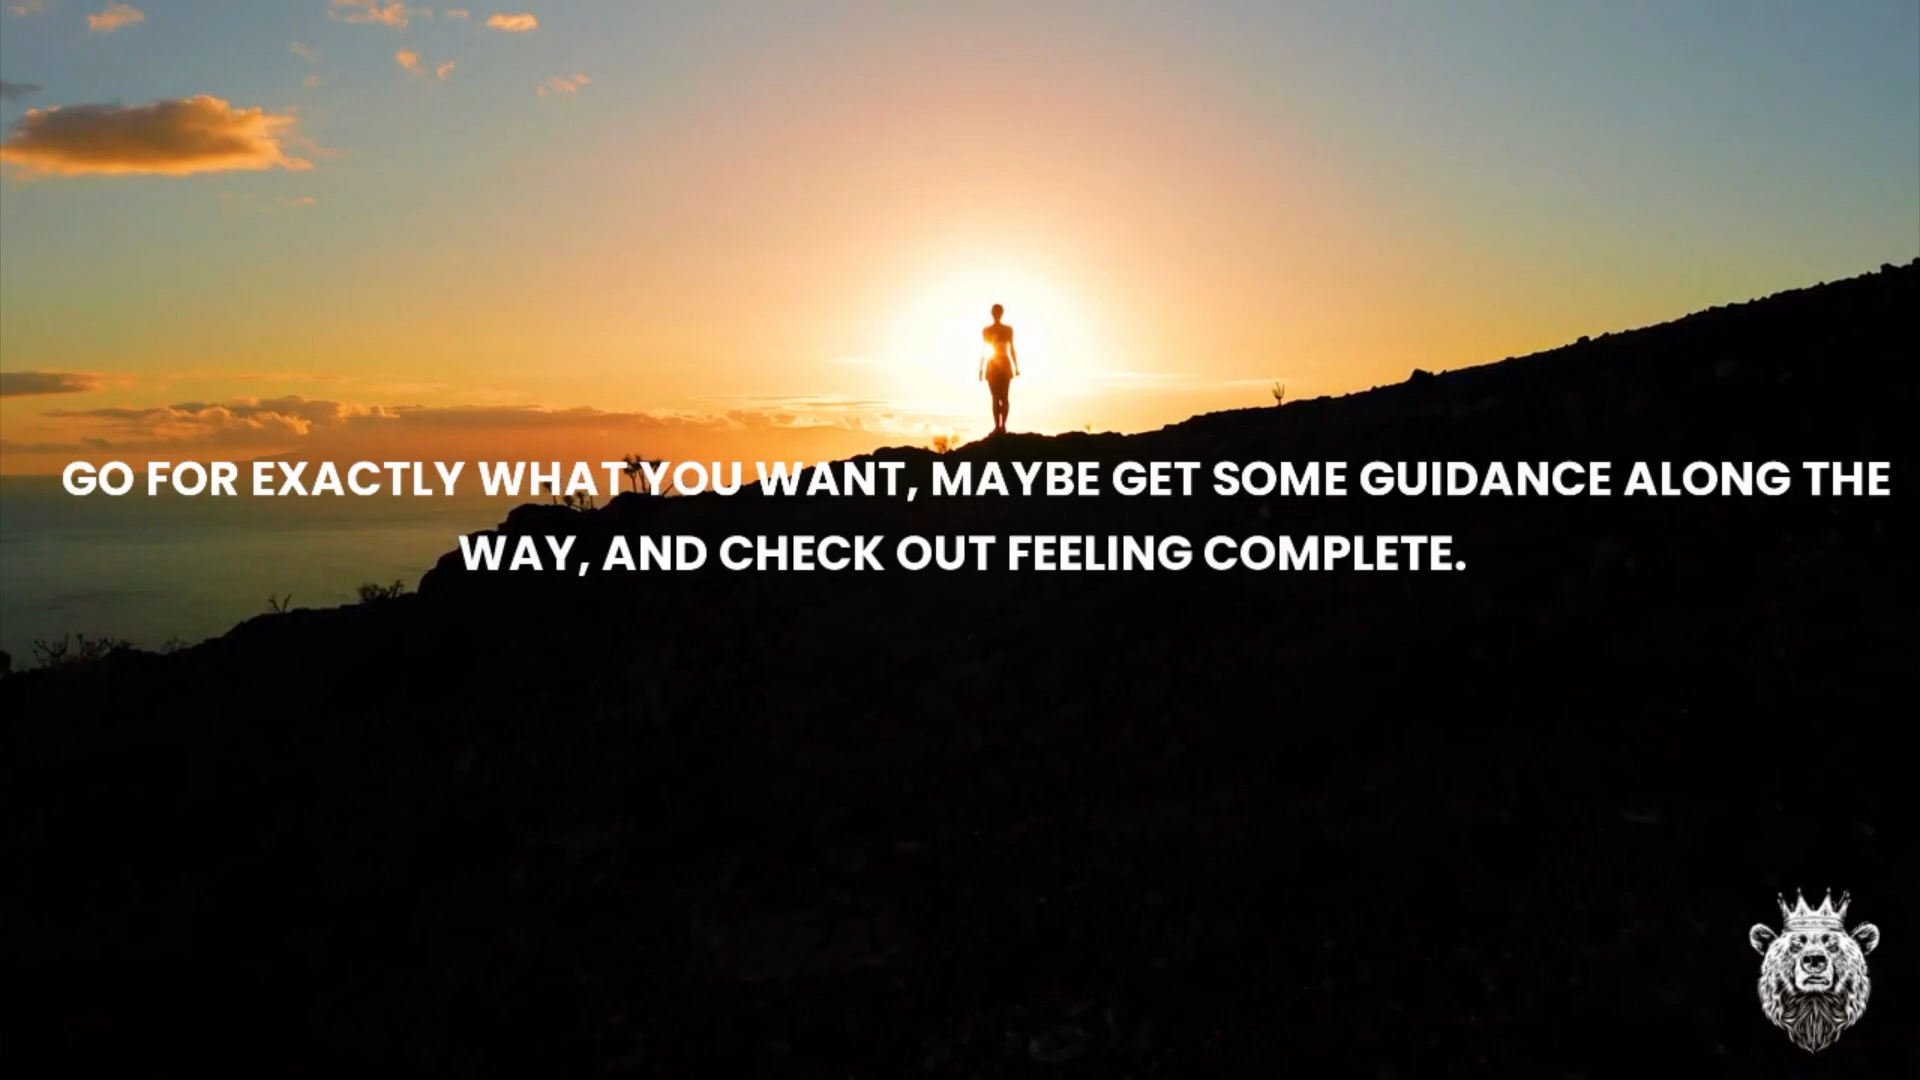 GO FOR EXACTLY WHAT YOU WANT, MAYBE GET SOME GUIDANCE ALONG THE
WAY, AND CHECK OUT FEELING COMPLETE.